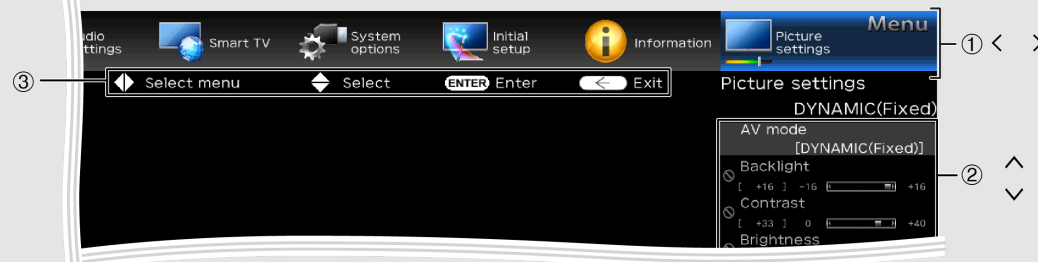 Menu
udio
ttings
Smart TV
System
options
Initial
setup
Information
Picture
settings
①
③
Select menu
Select
ENTER Enter
Exit
Picture settings
DYNAMIC(Fixed)
AV mode
[DYNAMIC(Fixed)]
②
Backlight
[ +16 ] -16 +16
Contrast
[ +33 ] 0 +40
Brightness